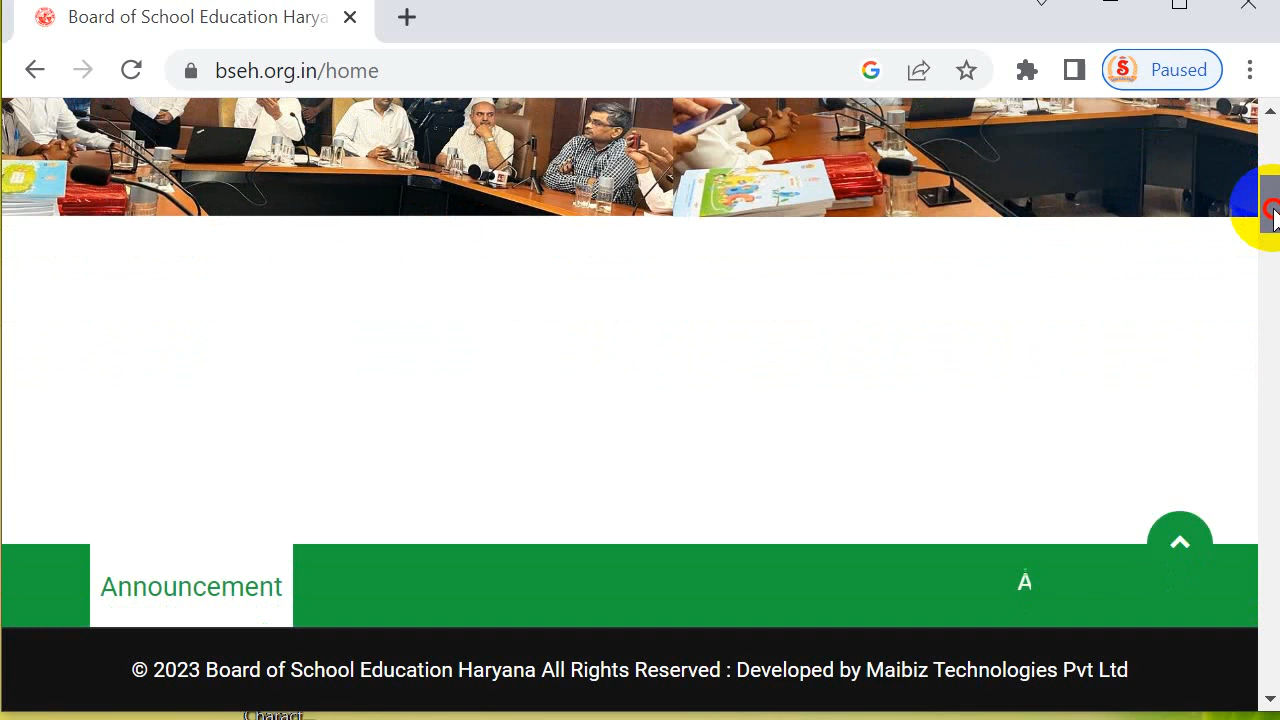 Board of School Education Harya
bseh.org.in/home
Paused
Announcement
© 2023 Board of School Education Haryana All Rights Reserved : Developed by Maibiz Technologies Pvt Ltd
Charact